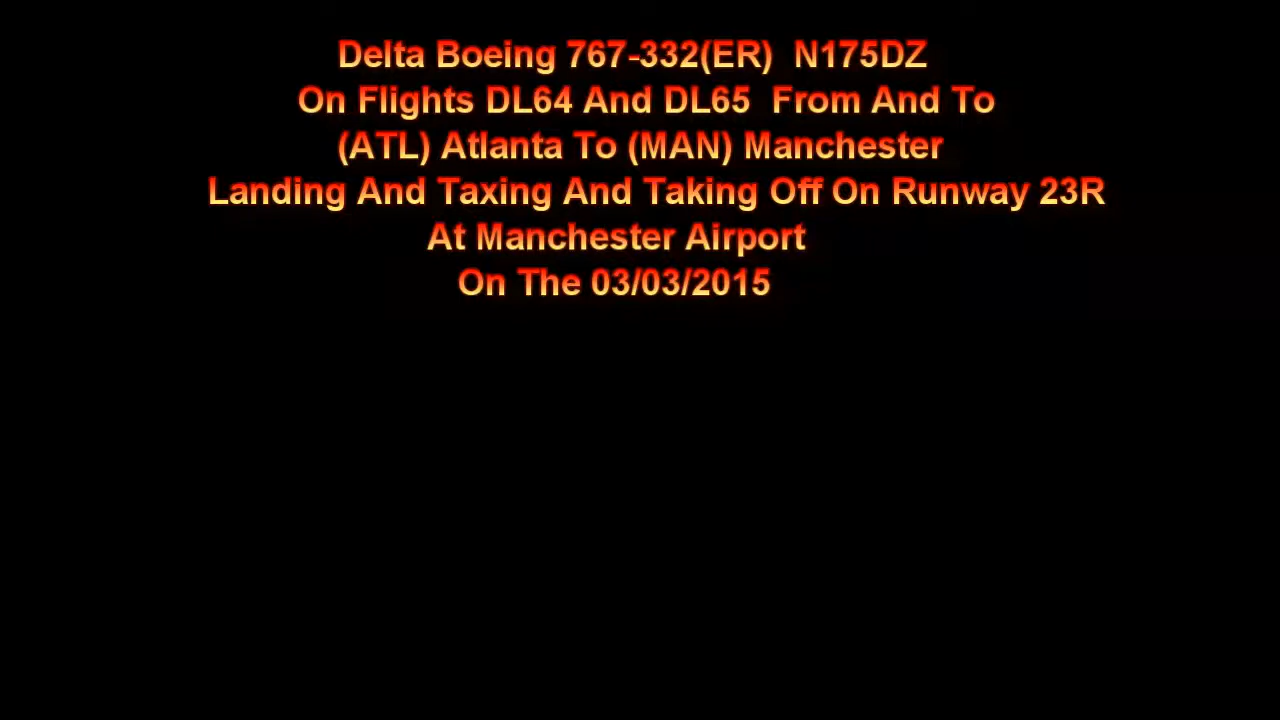 Delta Boeing 767-332(ER) N175DZ
On Flights DL64 And DL65 From And To
(ATL) Atlanta To (MAN) Manchester
Landing And Taxing And Taking Off On Runway 23R
At Manchester Airport
On The 03/03/2015